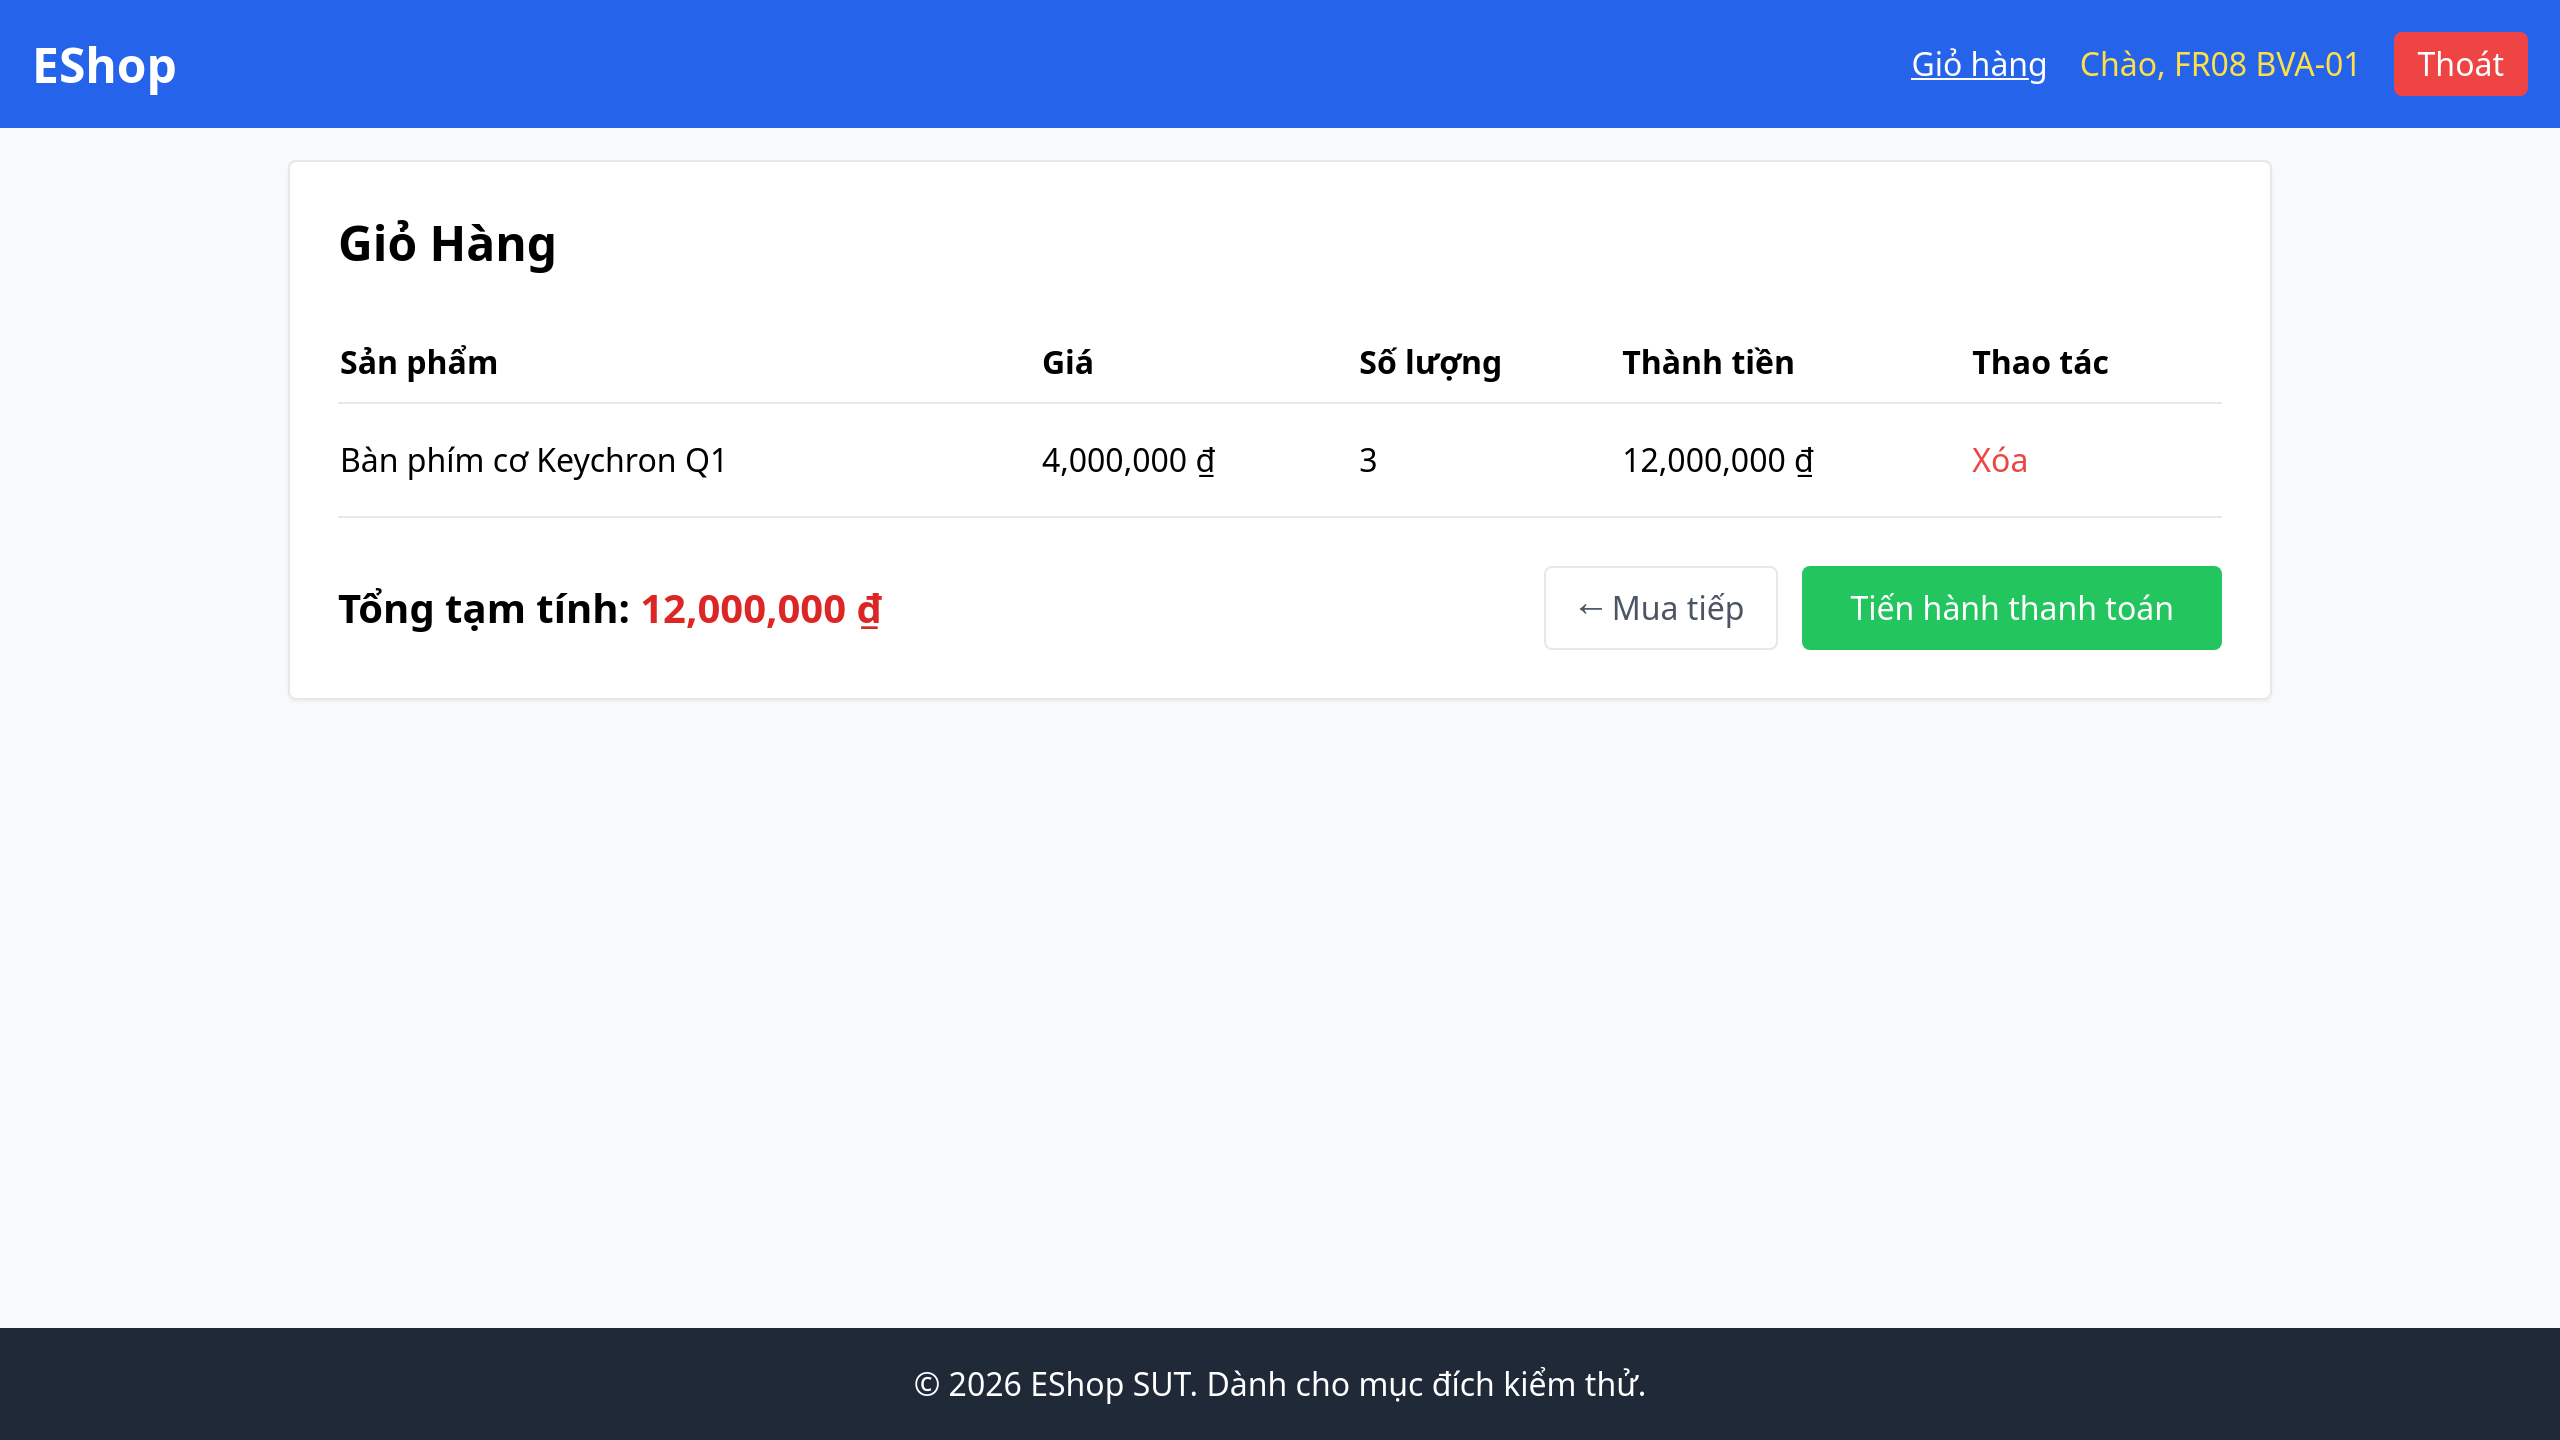 EShop
Giỏ hàng Chào, FR08 BVA-01 Thoát
Giỏ Hàng
Sản phẩm Giá Số lượng Thành tiền Thao tác
Bàn phím cơ Keychron Q1 4,000,000 ₫ 3 12,000,000 ₫ Xóa
Tổng tạm tính: 12,000,000 ₫ ← Mua tiếp Tiến hành thanh toán
© 2026 EShop SUT. Dành cho mục đích kiểm thử.